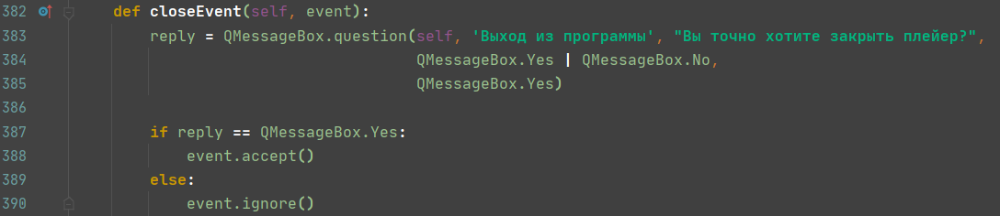 382 def closeEvent(self, event):
383 reply = QMessageBox.question(self, 'Выход из программы', "Вы точно хотите закрыть плейер?",
384 QMessageBox.Yes | QMessageBox.No,
385 QMessageBox.Yes)
386
387 if reply == QMessageBox.Yes:
388 event.accept()
389 else:
390 event.ignore()